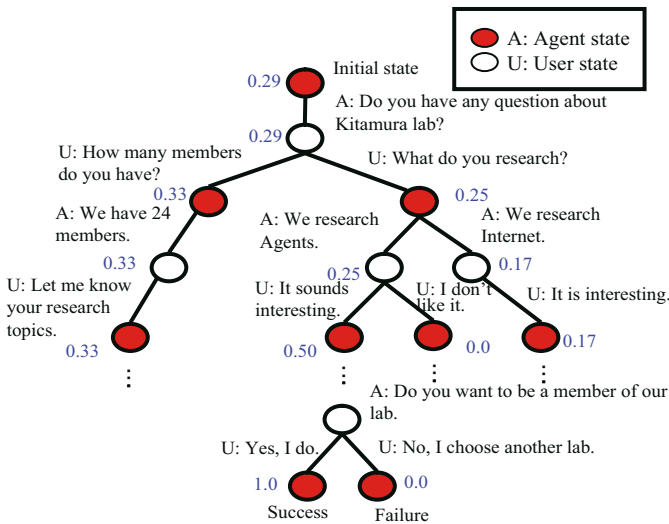 A: Agent state
U: User state
Initial state
0.29
A: Do you have any question about
Kitamura lab?
0.29
U: How many members
do you have?
U: What do you research?
0.33
0.25
A: We have 24
members.
A: We research
Agents.
A: We research
Internet.
0.33
0.25
0.17
U: Let me know
your research
topics.
U: It sounds
interesting.
U: I don't
like it.
U: It is interesting.
0.33
0.50
0.0
0.17
A: Do you want to be a member of our
lab.
U: Yes, I do.
U: No, I choose another lab.
1.0
0.0
Success
Failure